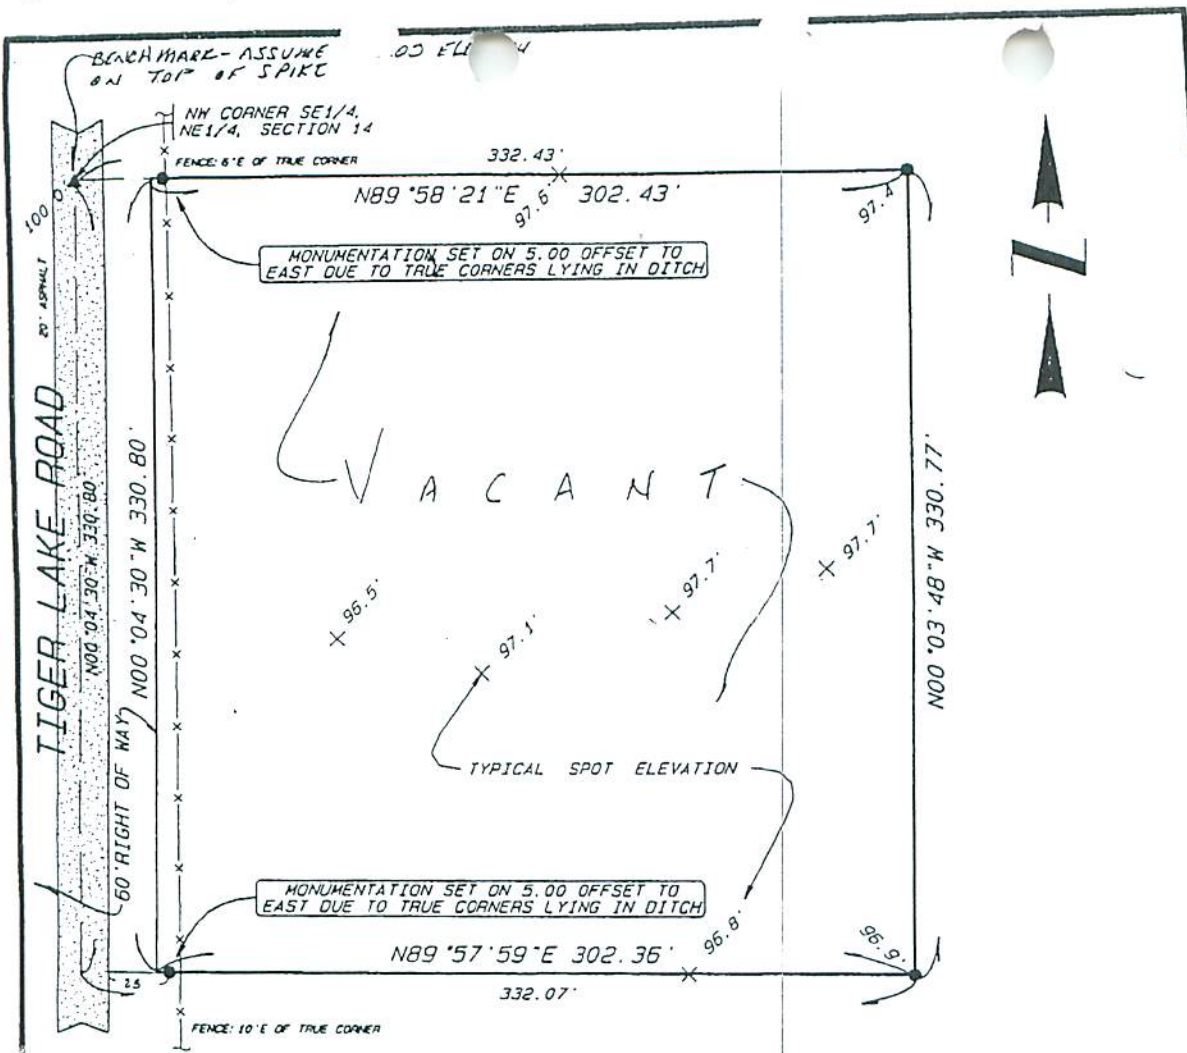 BENCHMARK - ASSUME
ON TOP OF SPIKE
NW CORNER SE1/4,
NE1/4, SECTION 14
FENCE: 6'E OF TRUE CORNER
332.43'
N89°58'21"E 302.43'
97.6'
97.4
100.0
20' ASPHALT
MONUMENTATION SET ON 5.00 OFFSET TO
EAST DUE TO TRUE CORNERS LYING IN DITCH
N
TIGER LAKE ROAD
N00°04'30"W 330.80'
N00°04'30"W 330.80'
60' RIGHT OF WAY
VACANT
N00°03'48"W 330.77'
96.5'
97.1'
97.7'
97.7'
TYPICAL SPOT ELEVATION
MONUMENTATION SET ON 5.00 OFFSET TO
EAST DUE TO TRUE CORNERS LYING IN DITCH
N89°57'59"E 302.36'
96.8'
96.9'
25
332.07'
FENCE: 10'E OF TRUE CORNER